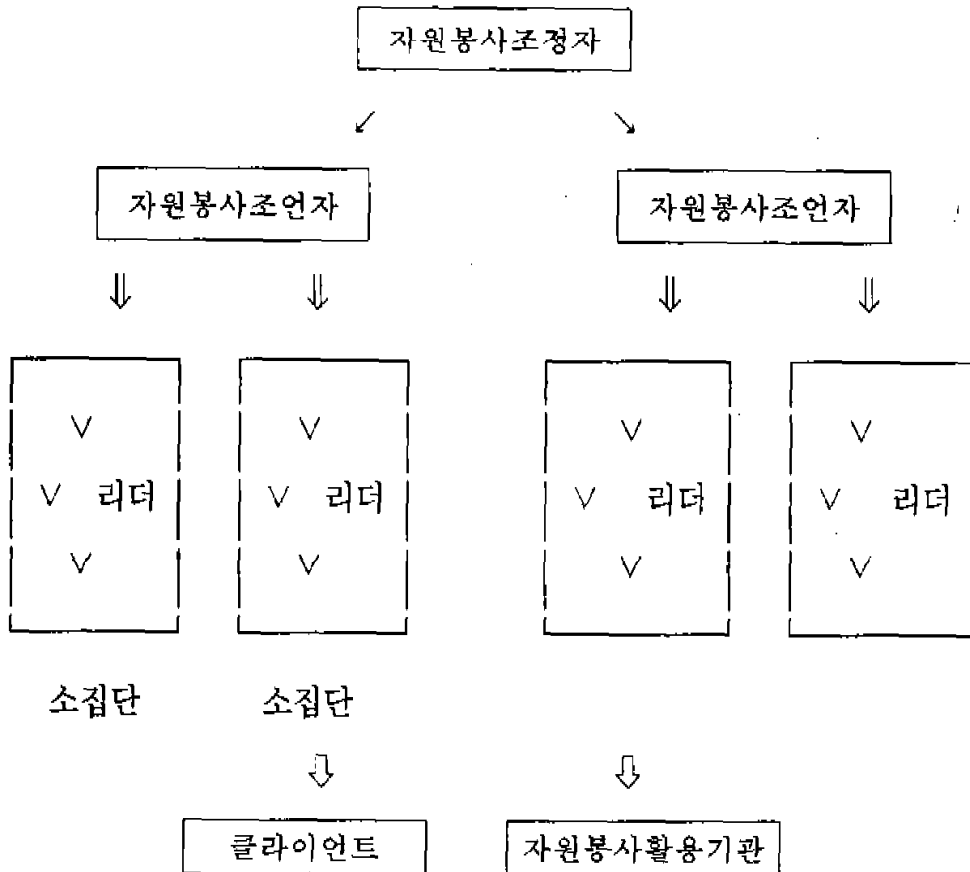 자원봉사조정자
↙ ↘
자원봉사조언자 자원봉사조언자
⇓ ⇓ ⇓ ⇓
V V V V
V 리더 V 리더 V 리더 V 리더
V V V V
소집단 소집단
⇩ ⇩
클라이언트 자원봉사활용기관